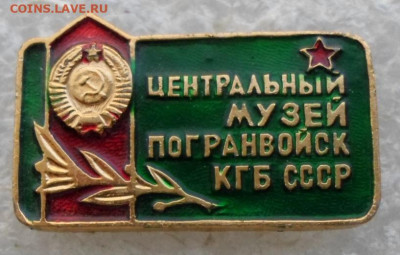 COINS.LAVE.RU
ЦЕНТРАЛЬНЫЙ
МУЗЕЙ
ПОГРАНВОЙСК
КГБ СССР